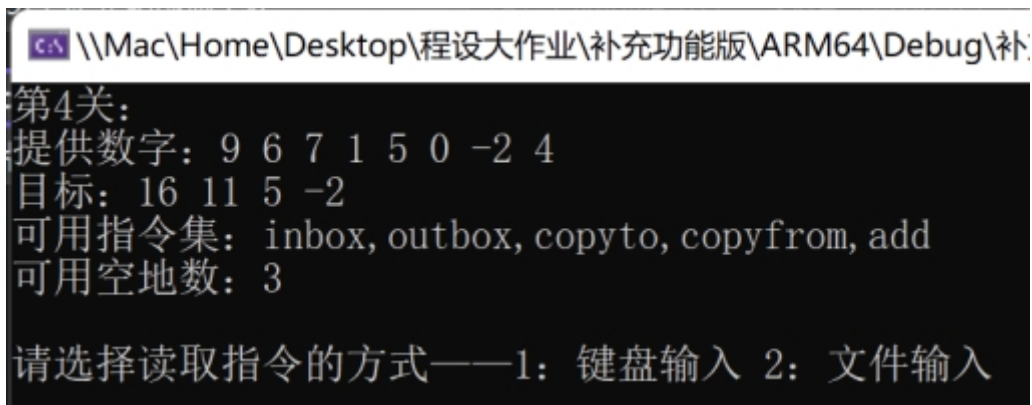 \\Mac\Home\Desktop\程设大作业\补充功能版\ARM64\Debug\补
第4关：
提供数字：9 6 7 1 5 0 -2 4
目标：16 11 5 -2
可用指令集：inbox,outbox,copyto,copyfrom,add
可用空地数：3
请选择读取指令的方式——1：键盘输入 2：文件输入